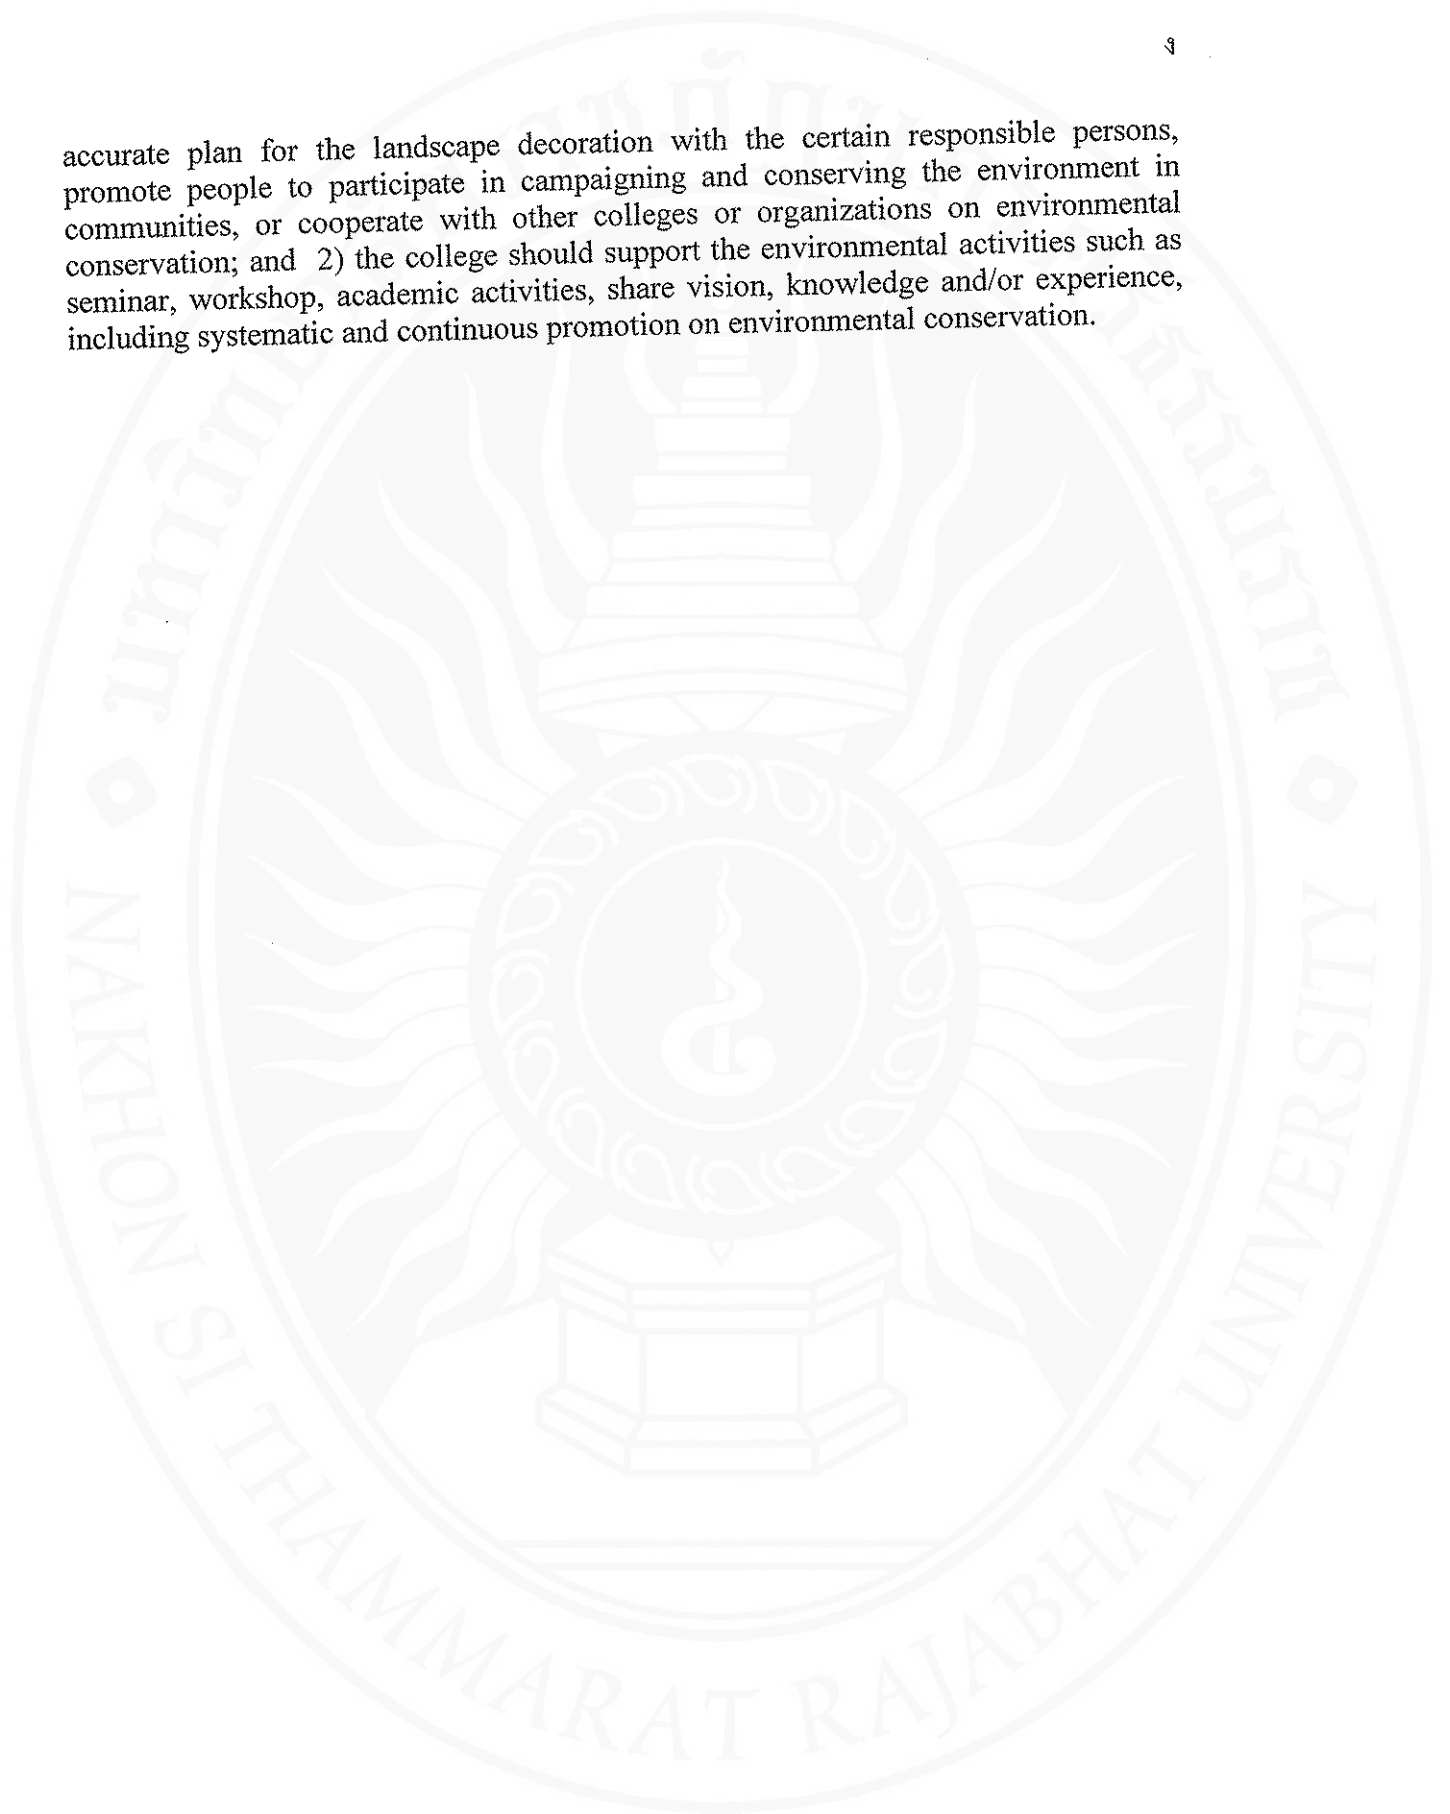 ง
accurate plan for the landscape decoration with the certain responsible persons,
promote people to participate in campaigning and conserving the environment in
communities, or cooperate with other colleges or organizations on environmental
conservation; and 2) the college should support the environmental activities such as
seminar, workshop, academic activities, share vision, knowledge and/or experience,
including systematic and continuous promotion on environmental conservation.
NAKHON SI THAMMARAT RAJABHAT UNIVERSITY